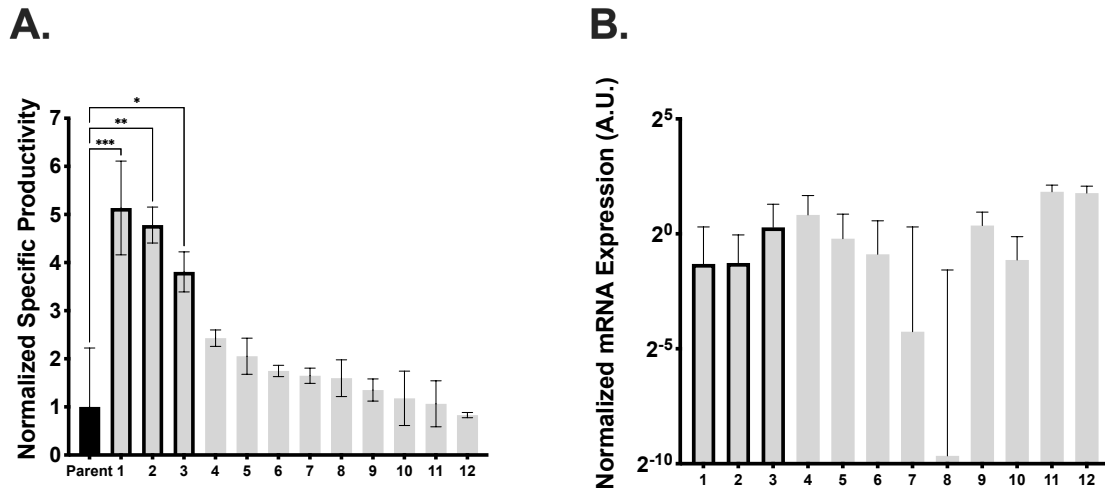 A.
B.
Normalized Specific Productivity
7
6
5
4
3
2
1
0
*
**
***
Parent 1 2 3 4 5 6 7 8 9 10 11 12
Normalized mRNA Expression (A.U.)
2^5
2^0
2^-5
2^-10
1 2 3 4 5 6 7 8 9 10 11 12